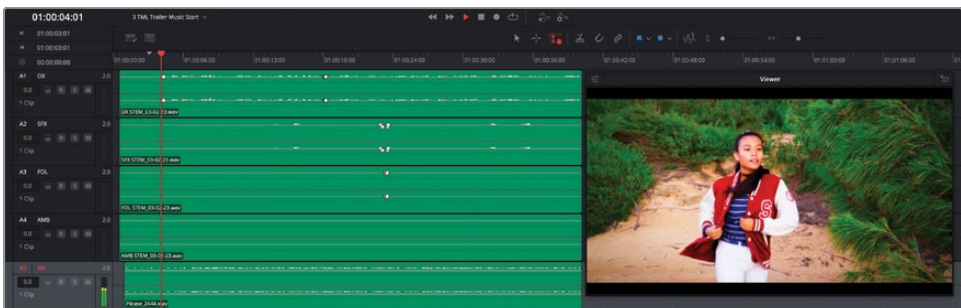 01:00:04:01
3 TML Trailer Music Start
01:00:03:01
01:00:03:01
00:00:00:00
01:00:00:00 01:00:06:00 01:00:12:00 01:00:18:00 01:00:24:00 01:00:30:00 01:00:36:00 01:00:42:00 01:00:48:00 01:00:54:00 01:01:00:00 01:01:06:00
A1 DX 2.0
Viewer
0.0 R S M
1 Clip
DX STEM_03-02-23.wav
A2 SFX 2.0
0.0 R S M
1 Clip
SFX STEM_03-02-23.wav
A3 FOL 2.0
0.0 R S M
1 Clip
FOL STEM_03-02-23.wav
A4 AMB 2.0
0.0 R S M
1 Clip
AMB STEM_03-02-23.wav
A5 MX 2.0
0.0 R S M
1 Clip
Please_2444.wav
S